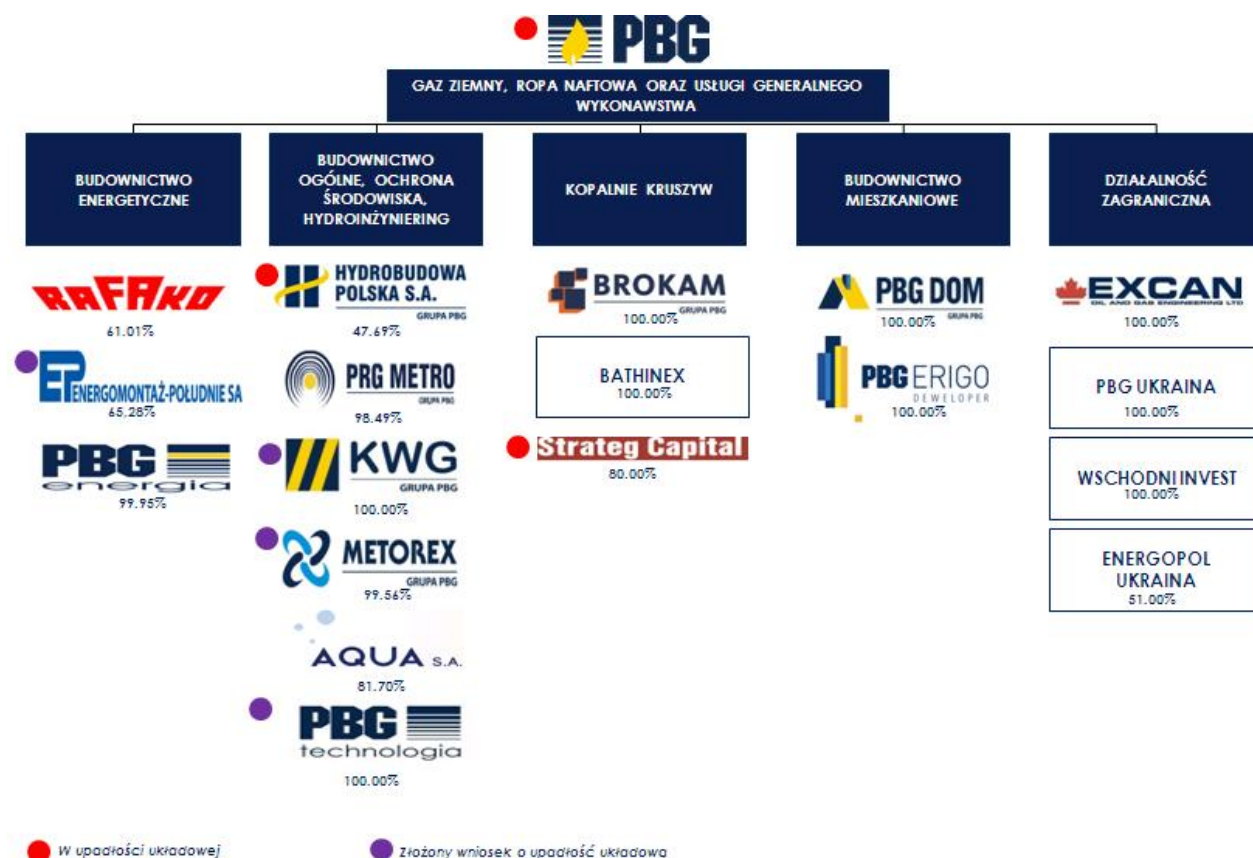 PBG
GAZ ZIEMNY, ROPA NAFTOWA ORAZ USŁUGI GENERALNEGO
WYKONAWSTWA
BUDOWNICTWO
ENERGETYCZNE
RAFAKO
61.01%
EP ENERGOMONTAŻ-POŁUDNIE SA
65,28%
PBG
energia
99.95%
BUDOWNICTWO
OGÓLNE, OCHRONA
ŚRODOWISKA,
HYDROINŻYNIERING
HYDROBUDOWA
POLSKA S.A.
GRUPA PBG
47.69%
PRG METRO
GRUPA PBG
98.49%
KWG
GRUPA PBG
100.00%
METOREX
GRUPA PBG
99.56%
AQUA S.A.
81.70%
PBG
technologia
100.00%
KOPALNIE KRUSZYW
BROKAM
GRUPA PBG
100.00%
BATHINEX
100.00%
Strateg Capital
80.00%
BUDOWNICTWO
MIESZKANIOWE
PBG DOM
GRUPA PBG
100.00%
PBG ERIGO
DEWELOPER
100.00%
DZIAŁALNOŚĆ
ZAGRANICZNA
EXCAN
OIL AND GAS ENGINEERING LTD
100.00%
PBG UKRAINA
100.00%
WSCHODNI INVEST
100.00%
ENERGOPOL
UKRAINA
51.00%
W upadłości układowej
Złożony wniosek o upadłość układowa